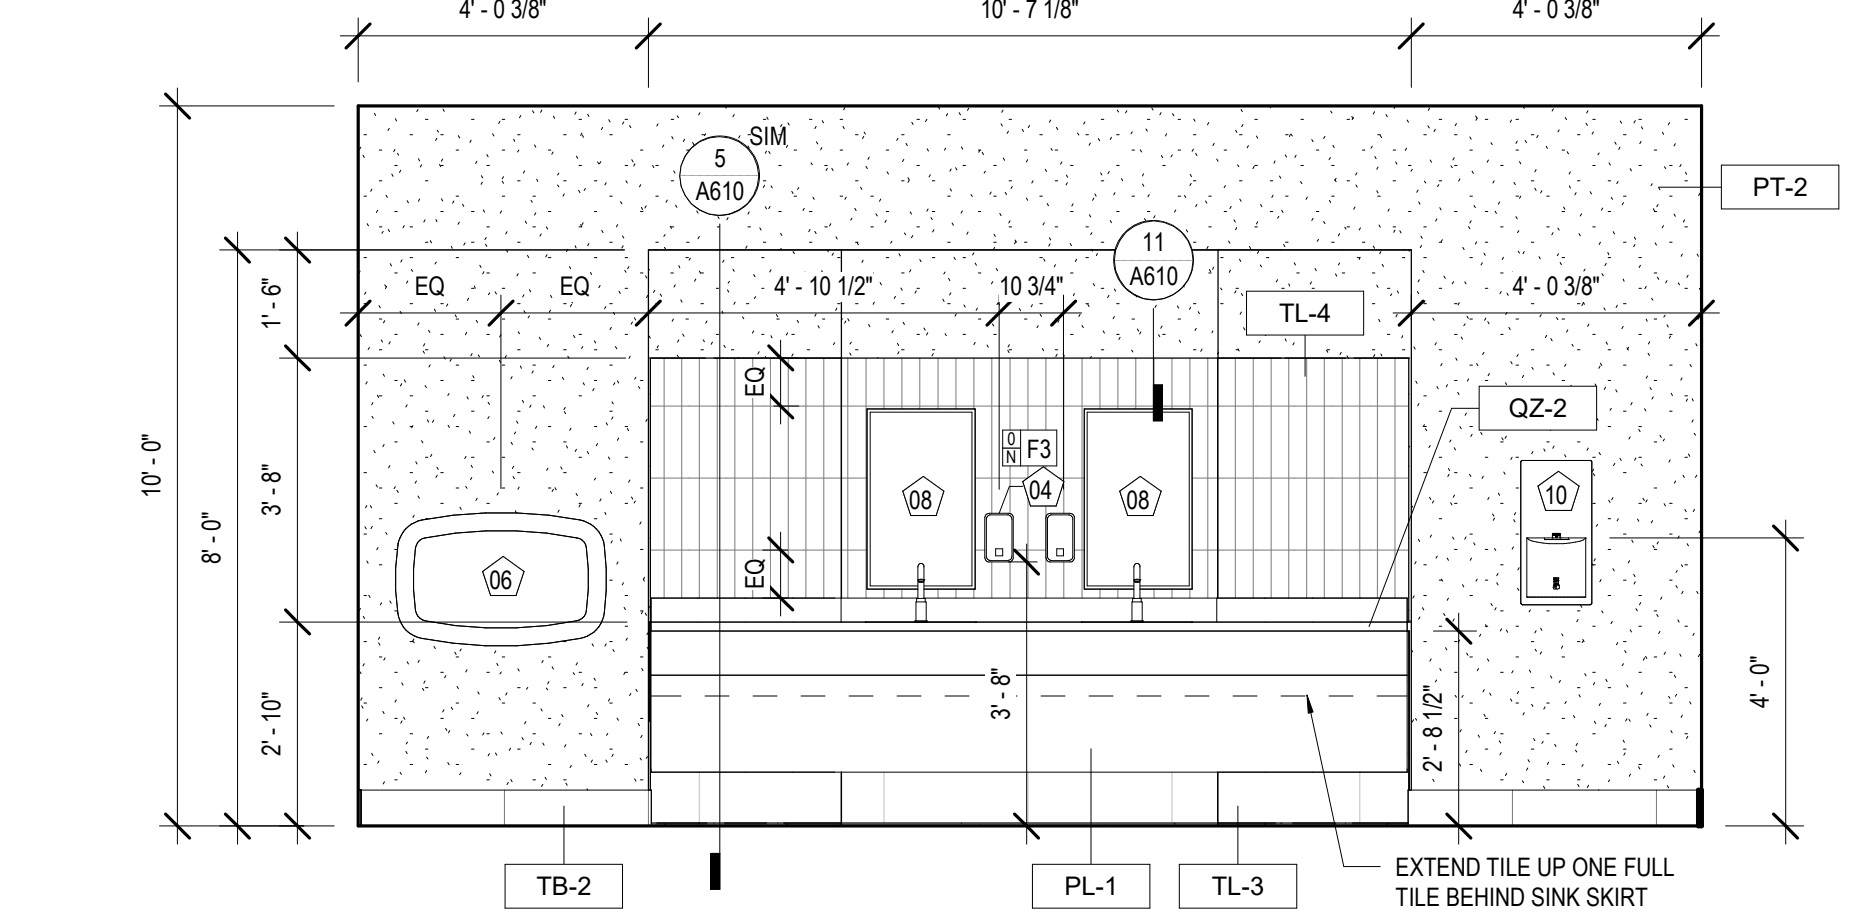 4' - 0 3/8"
10' - 7 1/8"
4' - 0 3/8"
5
A610
SIM
PT-2
11
A610
EQ
EQ
4' - 10 1/2"
10 3/4"
4' - 0 3/8"
1' - 6"
TL-4
EQ
QZ-2
10' - 0"
8' - 0"
3' - 8"
0
N
F3
08
04
08
10
EQ
06
2' - 10"
3' - 8"
2' - 8 1/2"
4' - 0"
TB-2
PL-1
TL-3
EXTEND TILE UP ONE FULL
TILE BEHIND SINK SKIRT